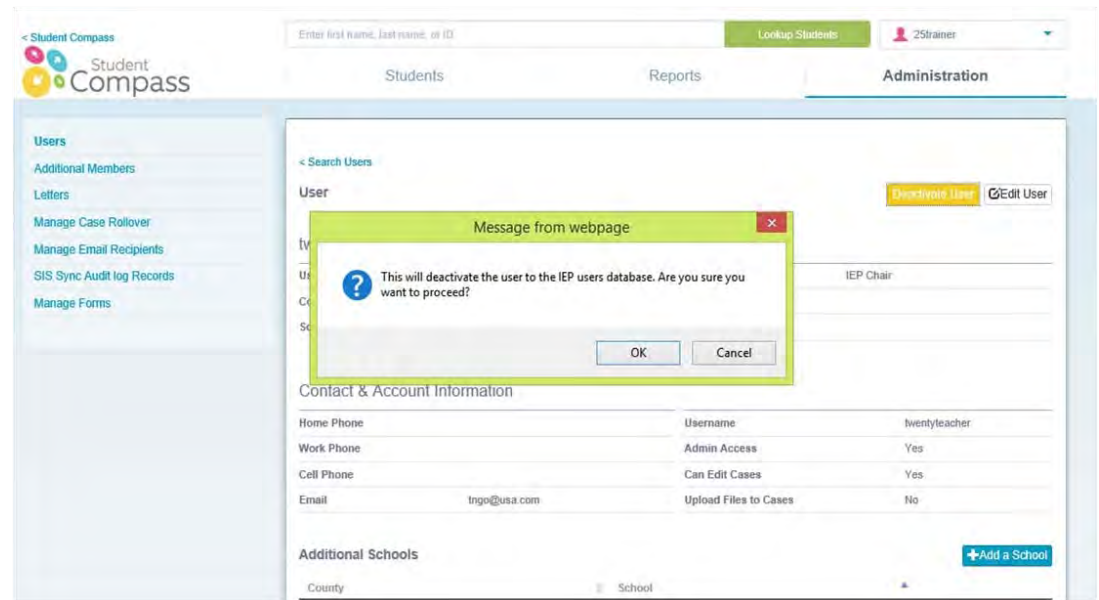 < Student Compass
Enter first name, last name, or ID
Lookup Students
25trainer
Student
Compass
Students
Reports
Administration
Users
Additional Members
Letters
Manage Case Rollover
Manage Email Recipients
SIS Sync Audit log Records
Manage Forms
< Search Users
User
Deactivate User
Edit User
Message from webpage
This will deactivate the user to the IEP users database. Are you sure you
want to proceed?
IEP Chair
OK
Cancel
Contact & Account Information
Home Phone
Username
twentyteacher
Work Phone
Admin Access
Yes
Cell Phone
Can Edit Cases
Yes
Email
tngo@usa.com
Upload Files to Cases
No
Additional Schools
+Add a School
County
School